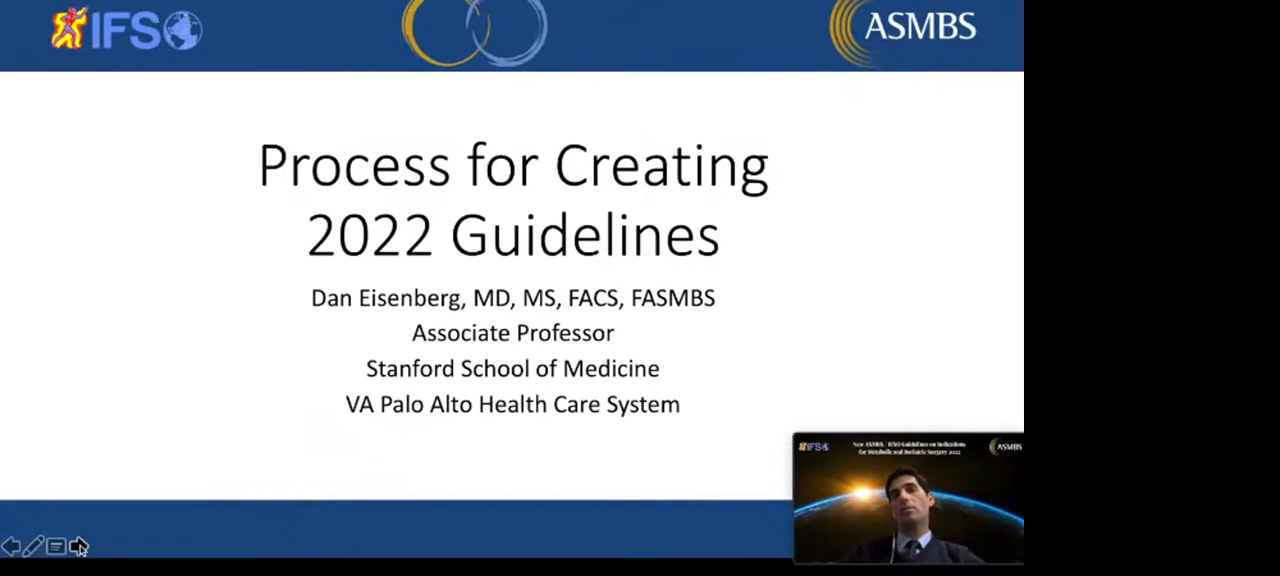 IFSO
ASMBS
Process for Creating
2022 Guidelines
Dan Eisenberg, MD, MS, FACS, FASMBS
Associate Professor
Stanford School of Medicine
VA Palo Alto Health Care System
IFSO
New ASMBS / IFSO Guidelines on Indications
for Metabolic and Bariatric Surgery 2022
ASMBS